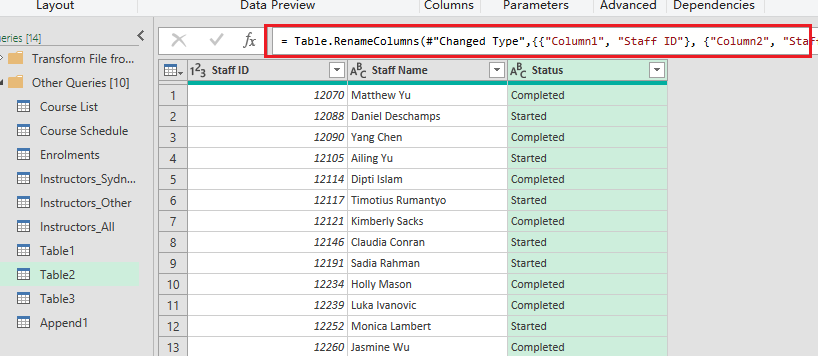 Layout Data Preview Columns Parameters Advanced Dependencies
ueries [14]
Transform File fro...
Other Queries [10]
Course List
Course Schedule
Enrolments
Instructors_Sydn...
Instructors_Other
Instructors_All
Table1
Table2
Table3
Append1
fx = Table.RenameColumns(#"Changed Type",{{"Column1", "Staff ID"}, {"Column2", "Staf
1 2 3 Staff ID A B C Staff Name A B C Status
1 12070 Matthew Yu Completed
2 12088 Daniel Deschamps Started
3 12090 Yang Chen Completed
4 12105 Ailing Yu Started
5 12114 Dipti Islam Completed
6 12117 Timotius Rumantyo Started
7 12121 Kimberly Sacks Completed
8 12146 Claudia Conran Started
9 12191 Sadia Rahman Started
10 12234 Holly Mason Completed
11 12239 Luka Ivanovic Completed
12 12252 Monica Lambert Started
13 12260 Jasmine Wu Completed